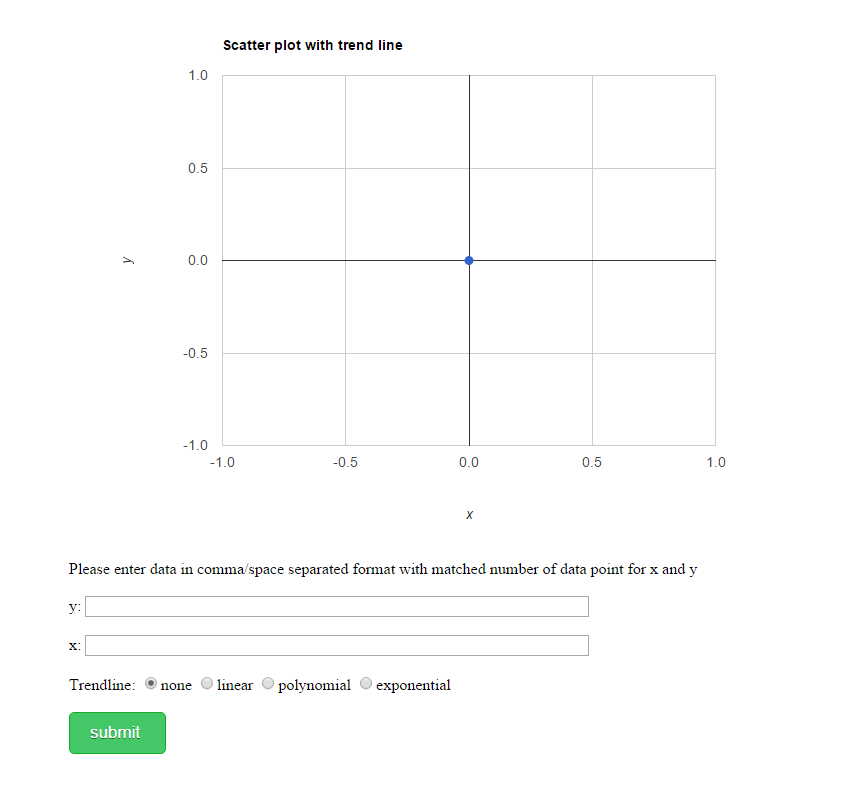 Scatter plot with trend line
1.0
0.5
0.0
-0.5
-1.0
y
-1.0 -0.5 0.0 0.5 1.0
x
Please enter data in comma/space separated format with matched number of data point for x and y
y:
x:
Trendline: none linear polynomial exponential
submit